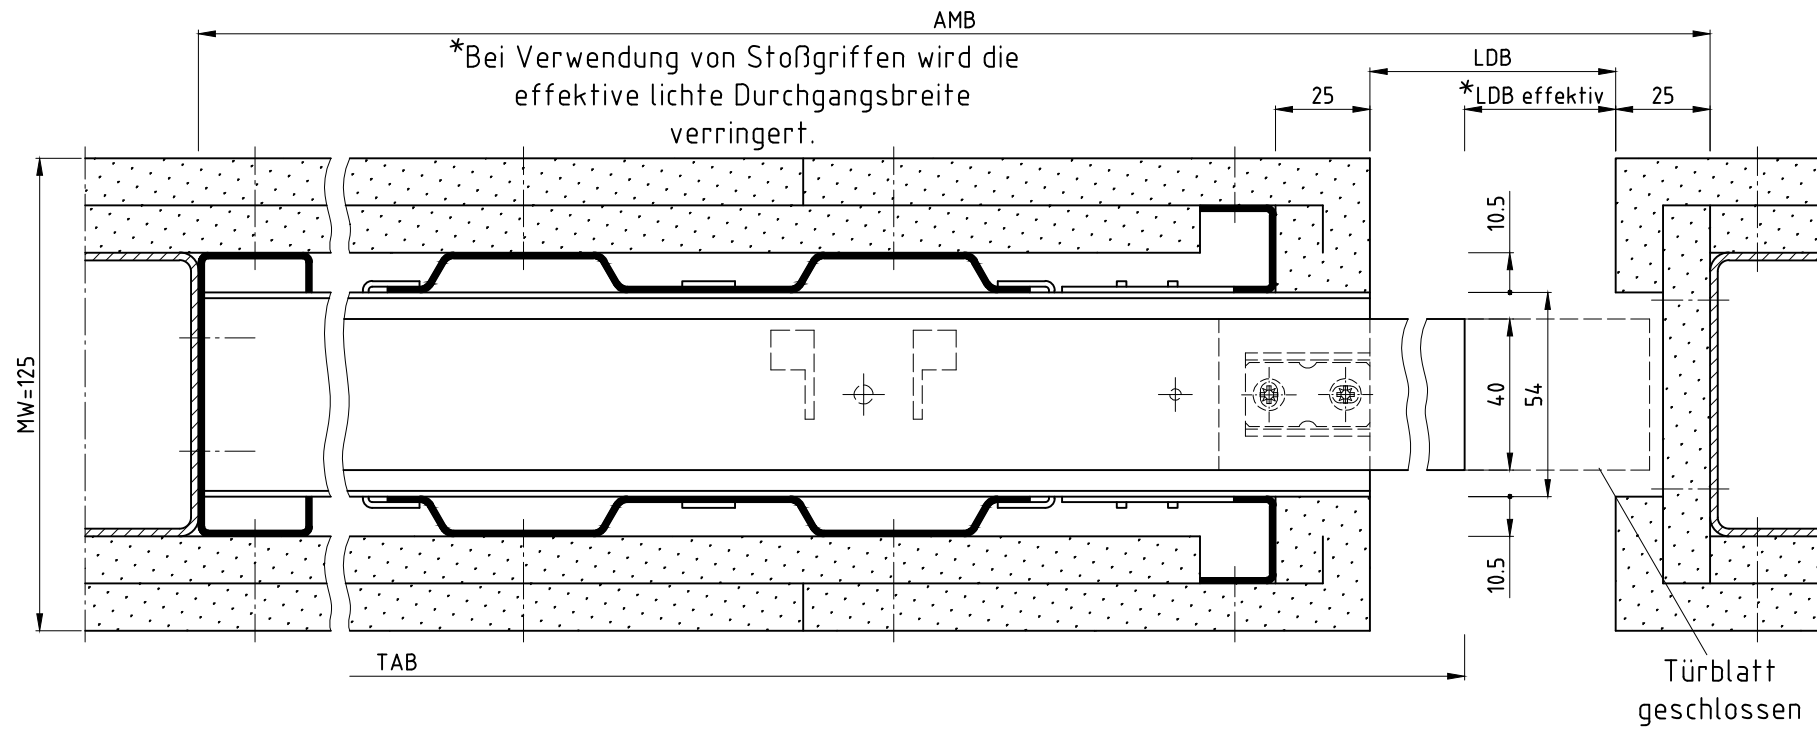 AMB
*Bei Verwendung von Stoßgriffen wird die
effektive lichte Durchgangsbreite
verringert.
LDB
*LDB effektiv
25
25
10.5
MW=125
40
54
10.5
TAB
Türblatt
geschlossen